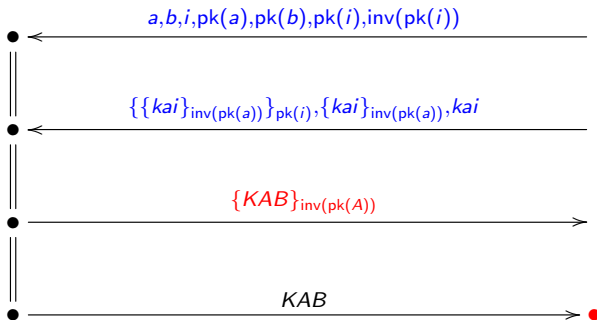 a,b,i,pk(a),pk(b),pk(i),inv(pk(i))
{{kai}inv(pk(a))}pk(i),{kai}inv(pk(a)),kai
{KAB}inv(pk(A))
KAB